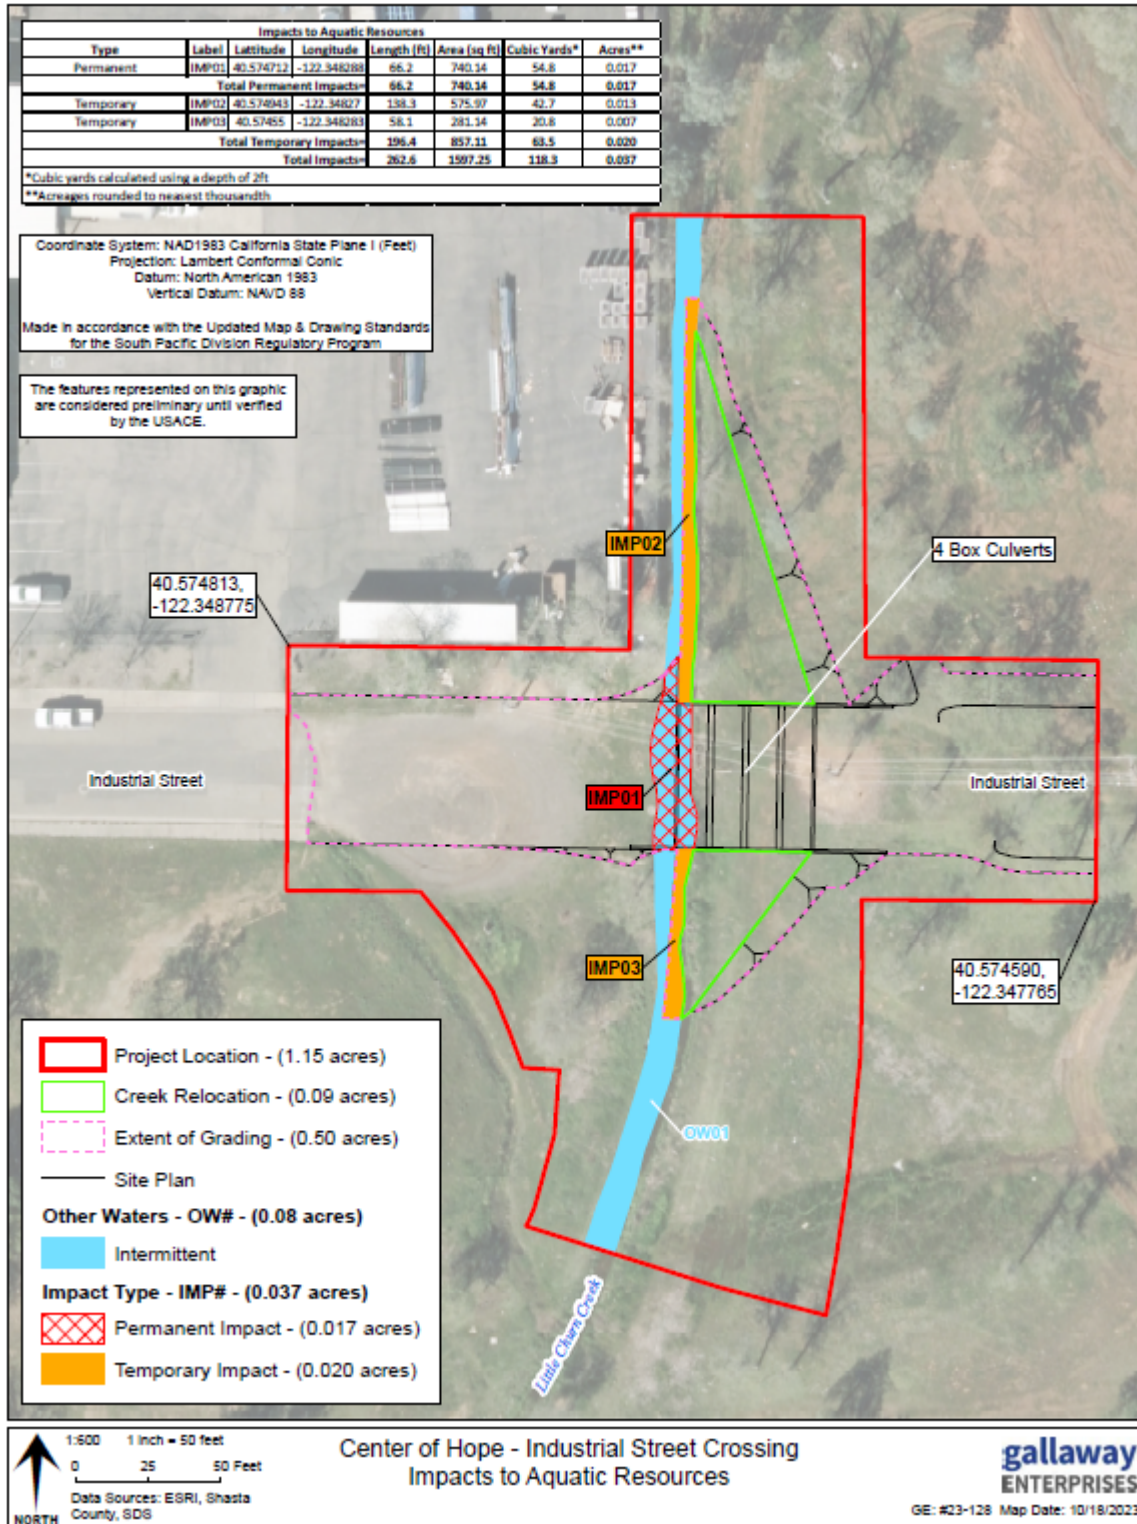 Impacts to Aquatic Resources
Type Label Lattitude Longitude Length (ft) Area (sq ft) Cubic Yards* Acres**
Permanent IMP01 40.574712 -122.348288 66.2 740.14 54.8 0.017
Total Permanent Impacts= 66.2 740.14 54.8 0.017
Temporary IMP02 40.574943 -122.34827 138.3 575.97 42.7 0.013
Temporary IMP03 40.57455 -122.348283 58.1 281.14 20.8 0.007
Total Temporary Impacts= 196.4 857.11 63.5 0.020
Total Impacts= 262.6 1597.25 118.3 0.037
*Cubic yards calculated using a depth of 2ft
**Acreages rounded to neasest thousandth
Coordinate System: NAD1983 California State Plane I (Feet)
Projection: Lambert Conformal Conic
Datum: North American 1983
Vertical Datum: NAVD 88
Made in accordance with the Updated Map & Drawing Standards
for the South Pacific Division Regulatory Program
The features represented on this graphic
are considered preliminary until verified
by the USACE.
IMP02
4 Box Culverts
40.574813,
-122.348775
Industrial Street
IMP01
Industrial Street
IMP03
40.574590,
-122.347765
OW01
Little Churn Creek
Project Location - (1.15 acres)
Creek Relocation - (0.09 acres)
Extent of Grading - (0.50 acres)
Site Plan
Other Waters - OW# - (0.08 acres)
Intermittent
Impact Type - IMP# - (0.037 acres)
Permanent Impact - (0.017 acres)
Temporary Impact - (0.020 acres)
NORTH
1:600 1 inch = 50 feet
0 25 50 Feet
Data Sources: ESRI, Shasta
County, SDS
Center of Hope - Industrial Street Crossing
Impacts to Aquatic Resources
gallaway
ENTERPRISES
GE: #23-128 Map Date: 10/18/2023